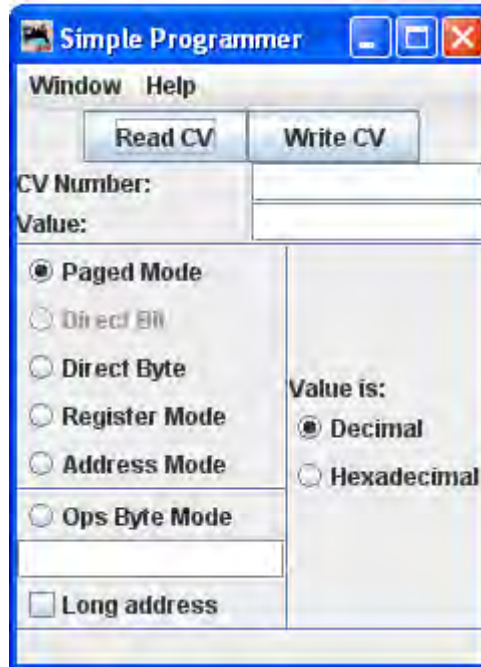 Simple Programmer
Window Help
Read CV Write CV
CV Number:
Value:
Paged Mode
Direct Bit
Direct Byte
Register Mode
Address Mode
Ops Byte Mode
Long address
Value is:
Decimal
Hexadecimal